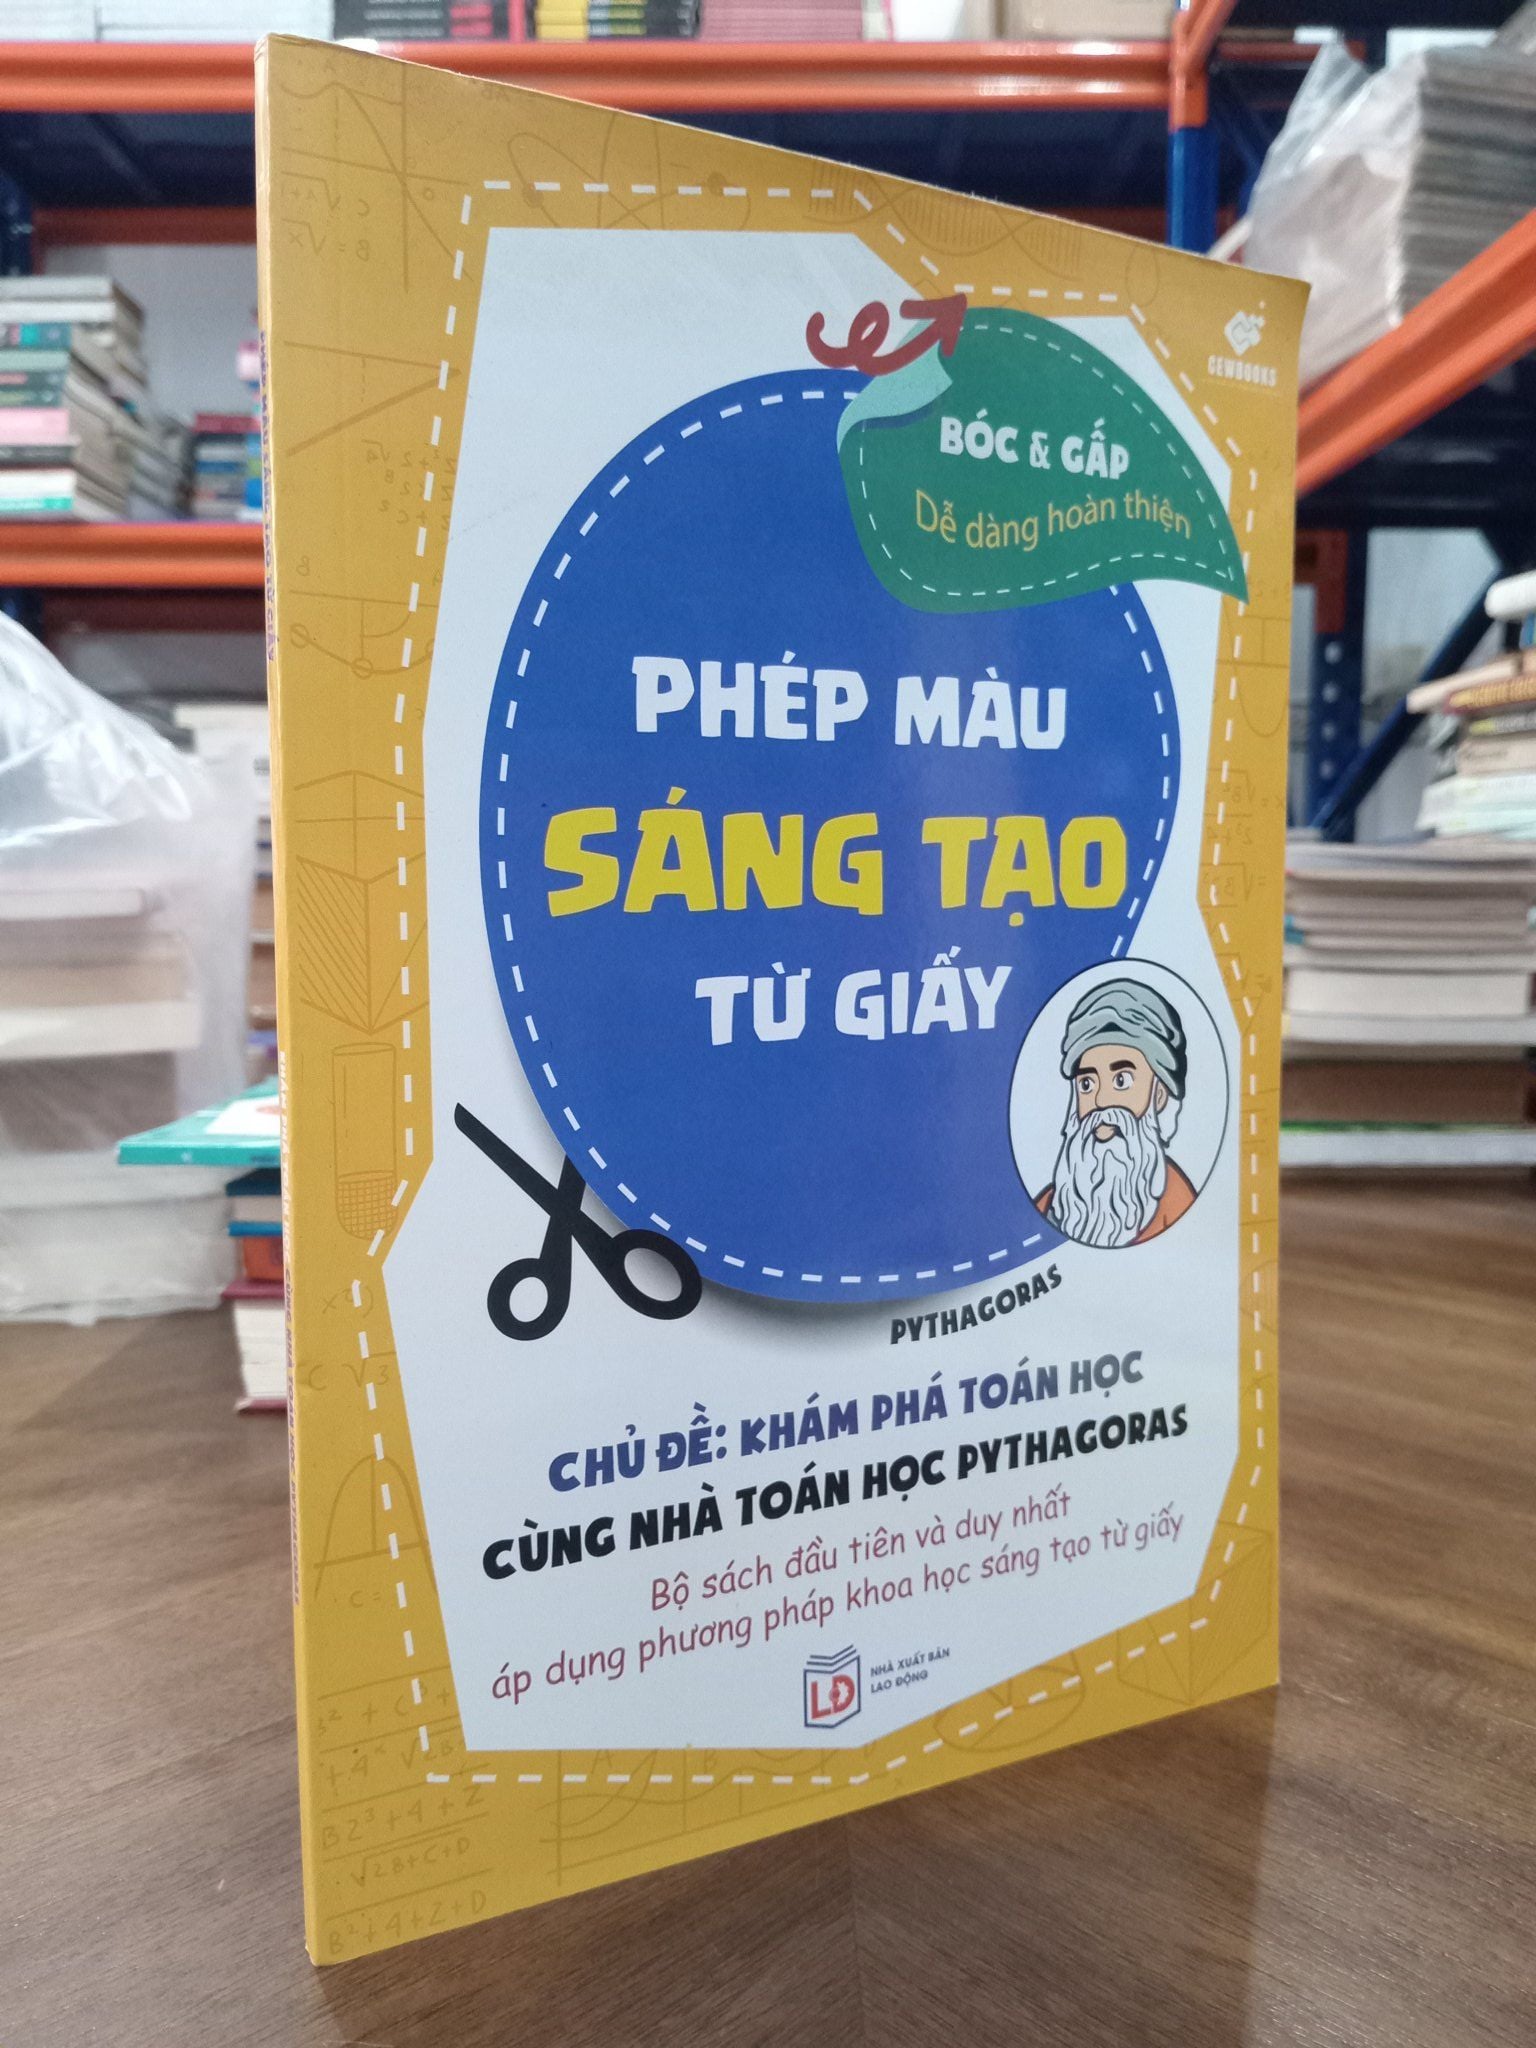 CEWBOOKS
BÓC & GẤP
Dễ dàng hoàn thiện
PHÉP MÀU
SÁNG TẠO
TỪ GIẤY
PYTHAGORAS
CHỦ ĐỀ: KHÁM PHÁ TOÁN HỌC
CÙNG NHÀ TOÁN HỌC PYTHAGORAS
Bộ sách đầu tiên và duy nhất
áp dụng phương pháp khoa học sáng tạo từ giấy
LĐ
NHÀ XUẤT BẢN
LAO ĐỘNG